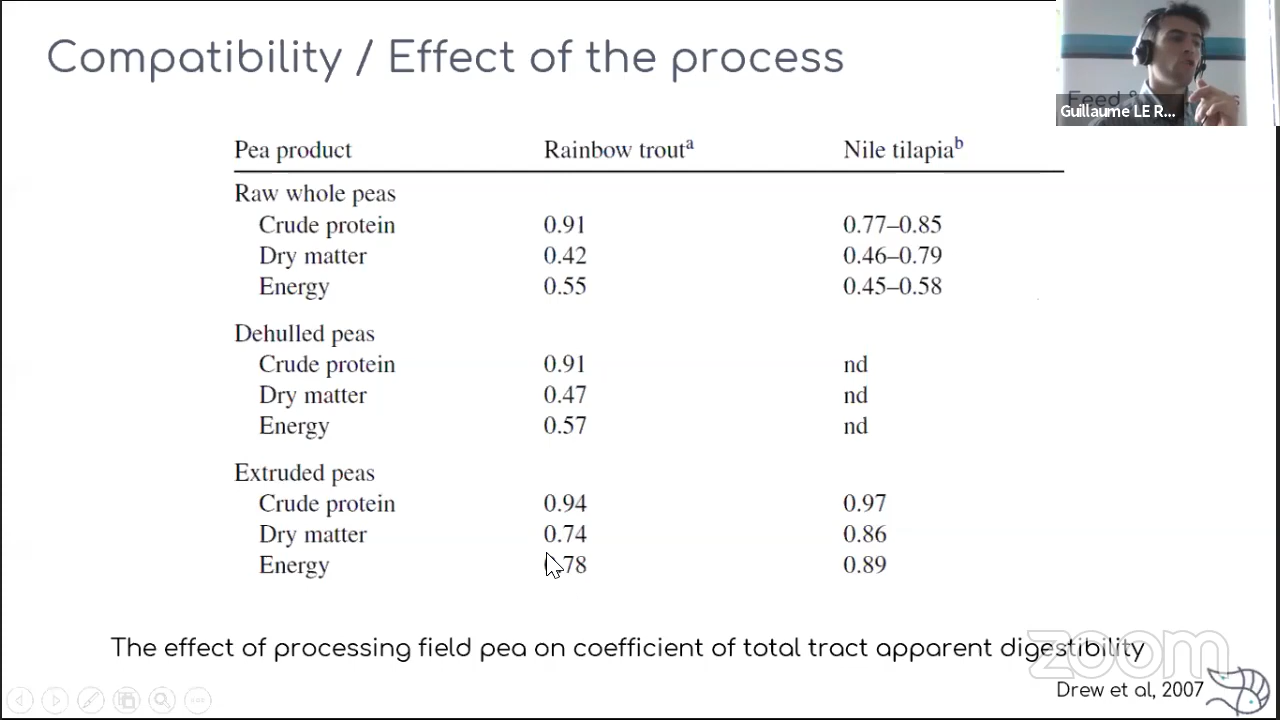 Compatibility / Effect of the process
Feed
Guillaume LE R...
Pea product Rainbow troutᵃ Nile tilapiaᵇ
Raw whole peas
Crude protein 0.91 0.77–0.85
Dry matter 0.42 0.46–0.79
Energy 0.55 0.45–0.58
Dehulled peas
Crude protein 0.91 nd
Dry matter 0.47 nd
Energy 0.57 nd
Extruded peas
Crude protein 0.94 0.97
Dry matter 0.74 0.86
Energy 0.78 0.89
The effect of processing field pea on coefficient of total tract apparent digestibility
zoom
Drew et al, 2007